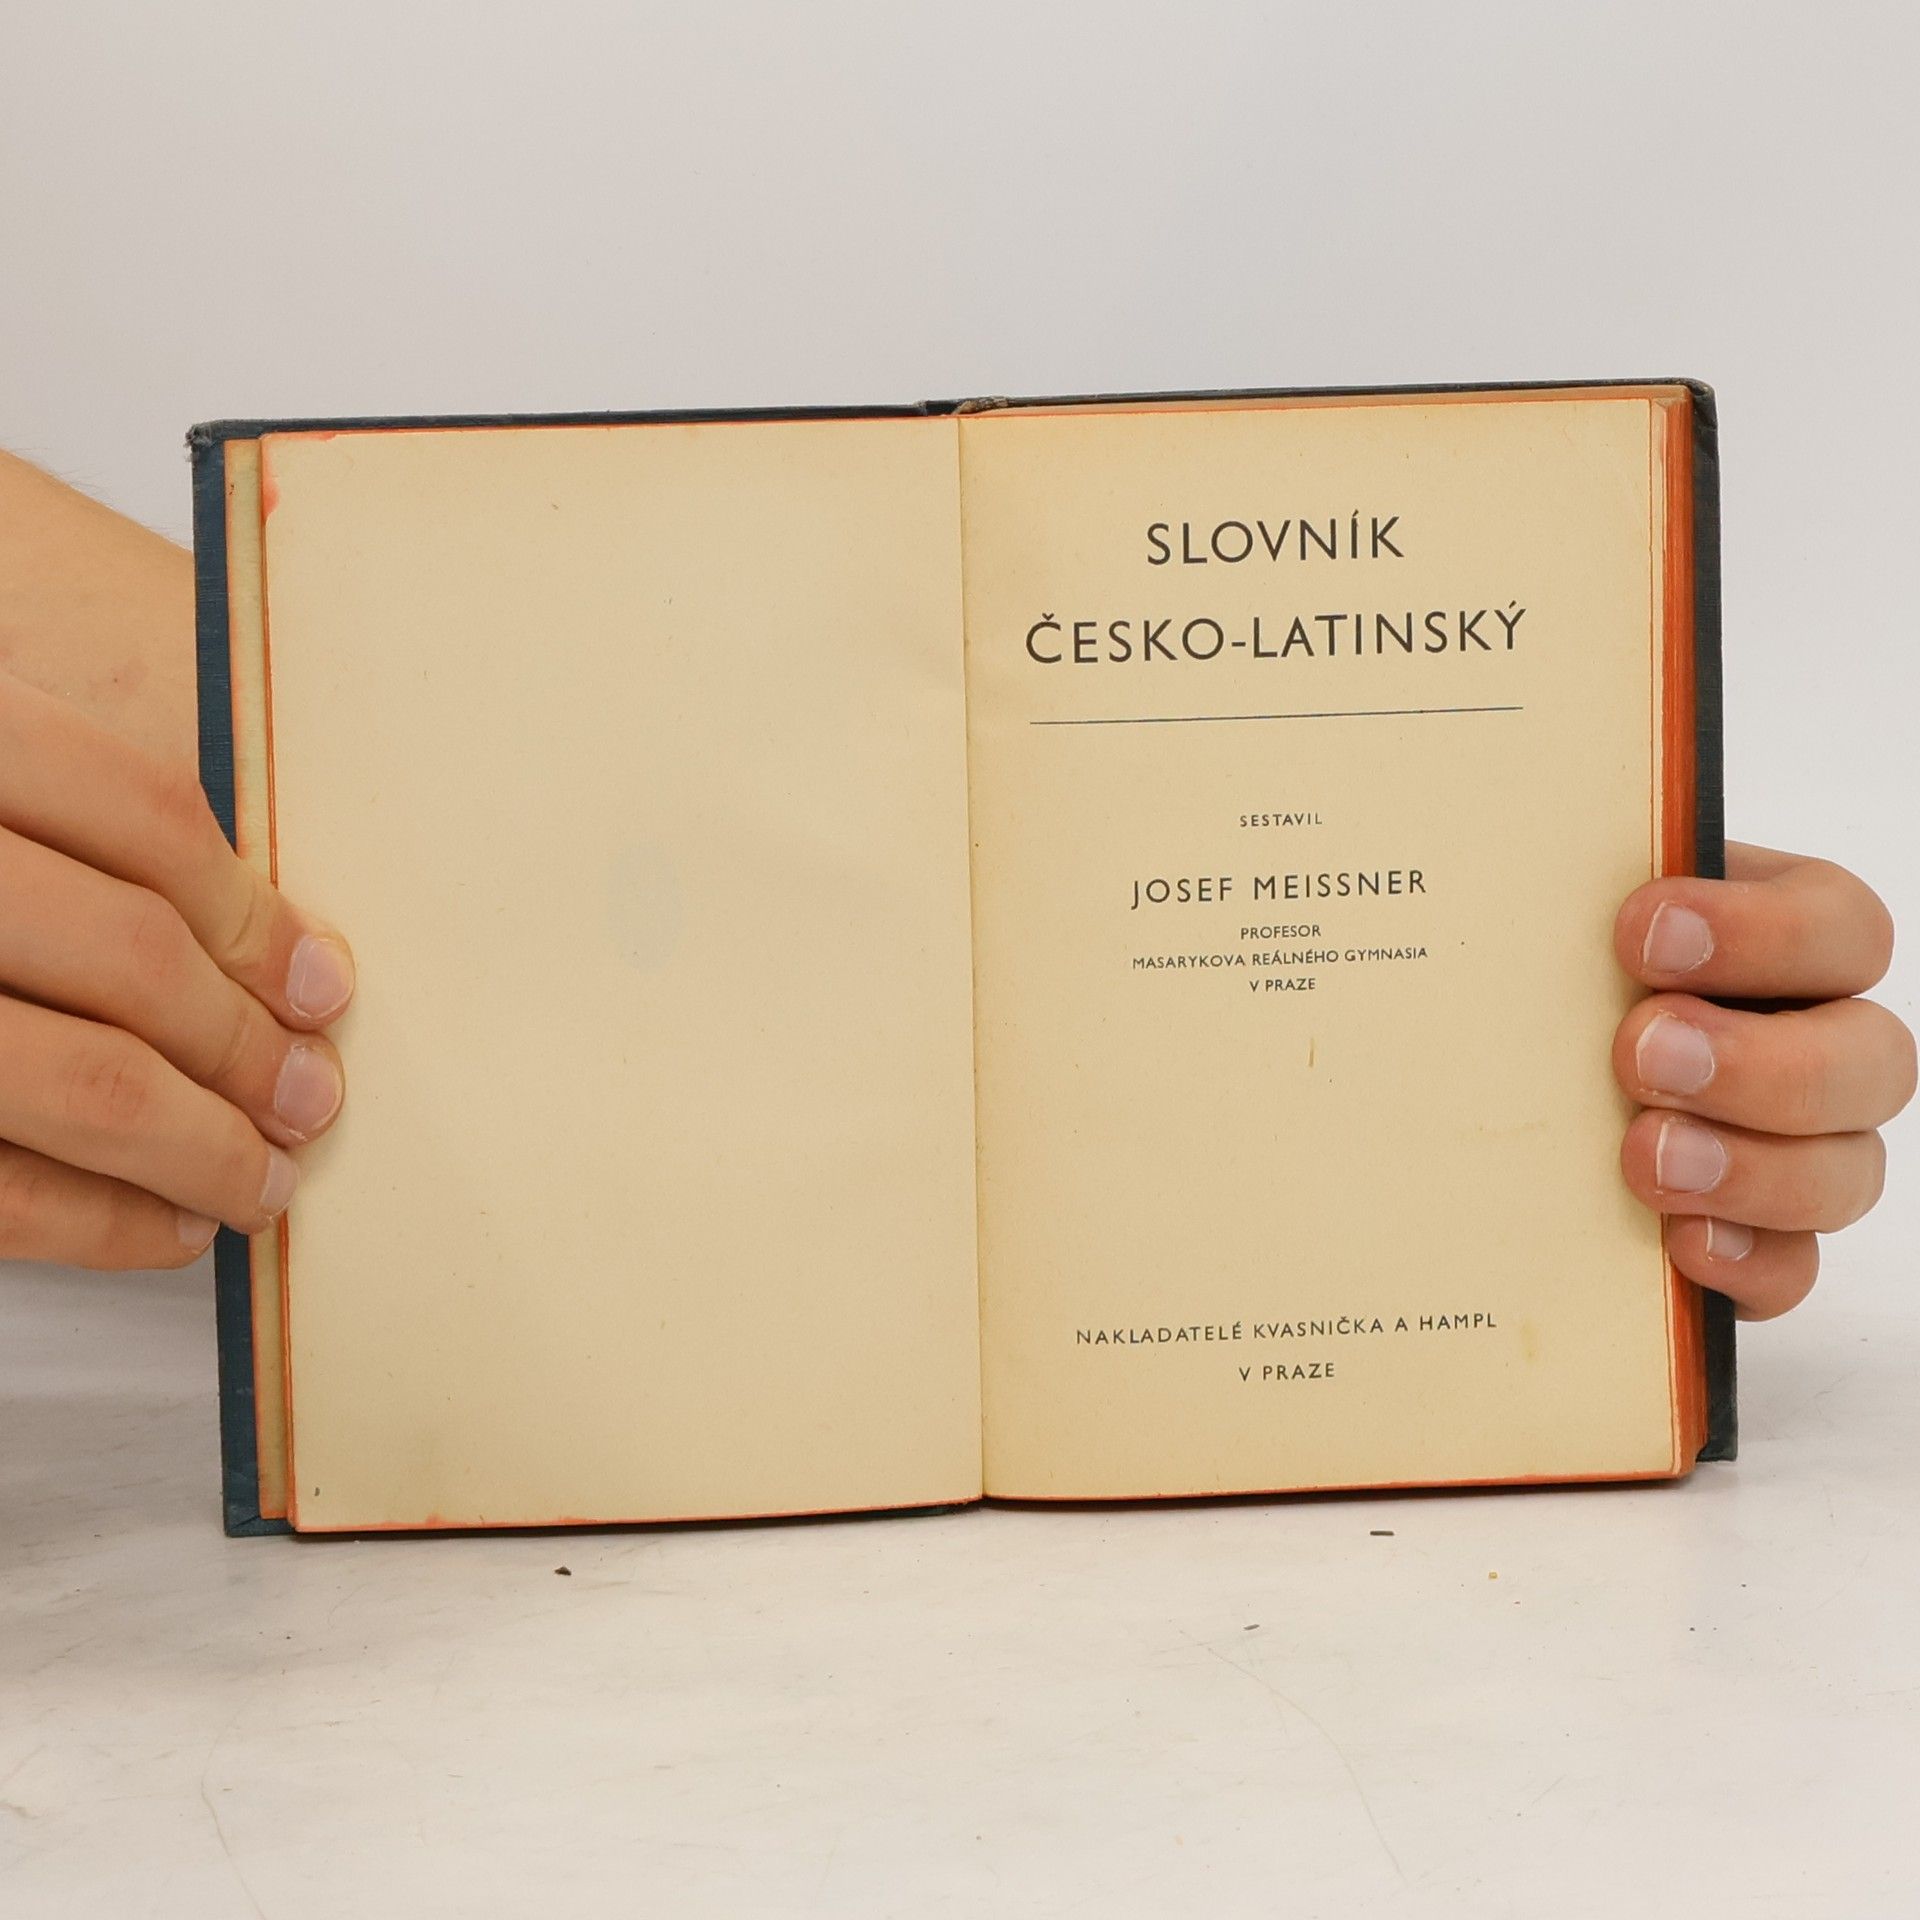 SLOVNÍK
ČESKO-LATINSKÝ
SESTAVIL
JOSEF MEISSNER
PROFESOR
MASARYKOVA REÁLNÉHO GYMNASIA
V PRAZE
NAKLADATELÉ KVASNIČKA A HAMPL
V PRAZE